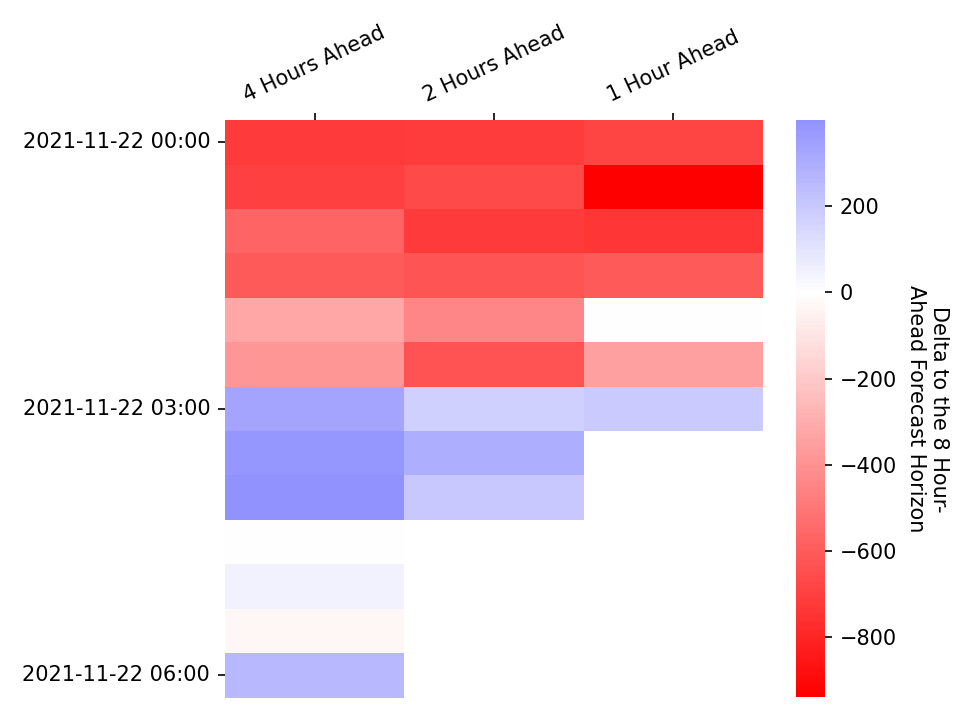 4 Hours Ahead
2 Hours Ahead
1 Hour Ahead
2021-11-22 00:00
2021-11-22 03:00
2021-11-22 06:00
200
0
−200
−400
−600
−800
Delta to the 8 Hour-
Ahead Forecast Horizon